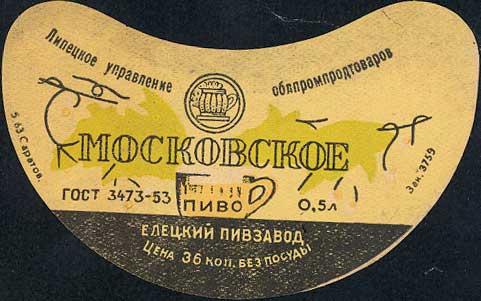 Липецкое управление облпромпродтоваров
5 63 Саратов.
МОСКОВСКОЕ
Зак. 3759
ГОСТ 3473-53
ПИВО
0,5л
ЕЛЕЦКИЙ ПИВЗАВОД
ЦЕНА 36 КОП. БЕЗ ПОСУДЫ